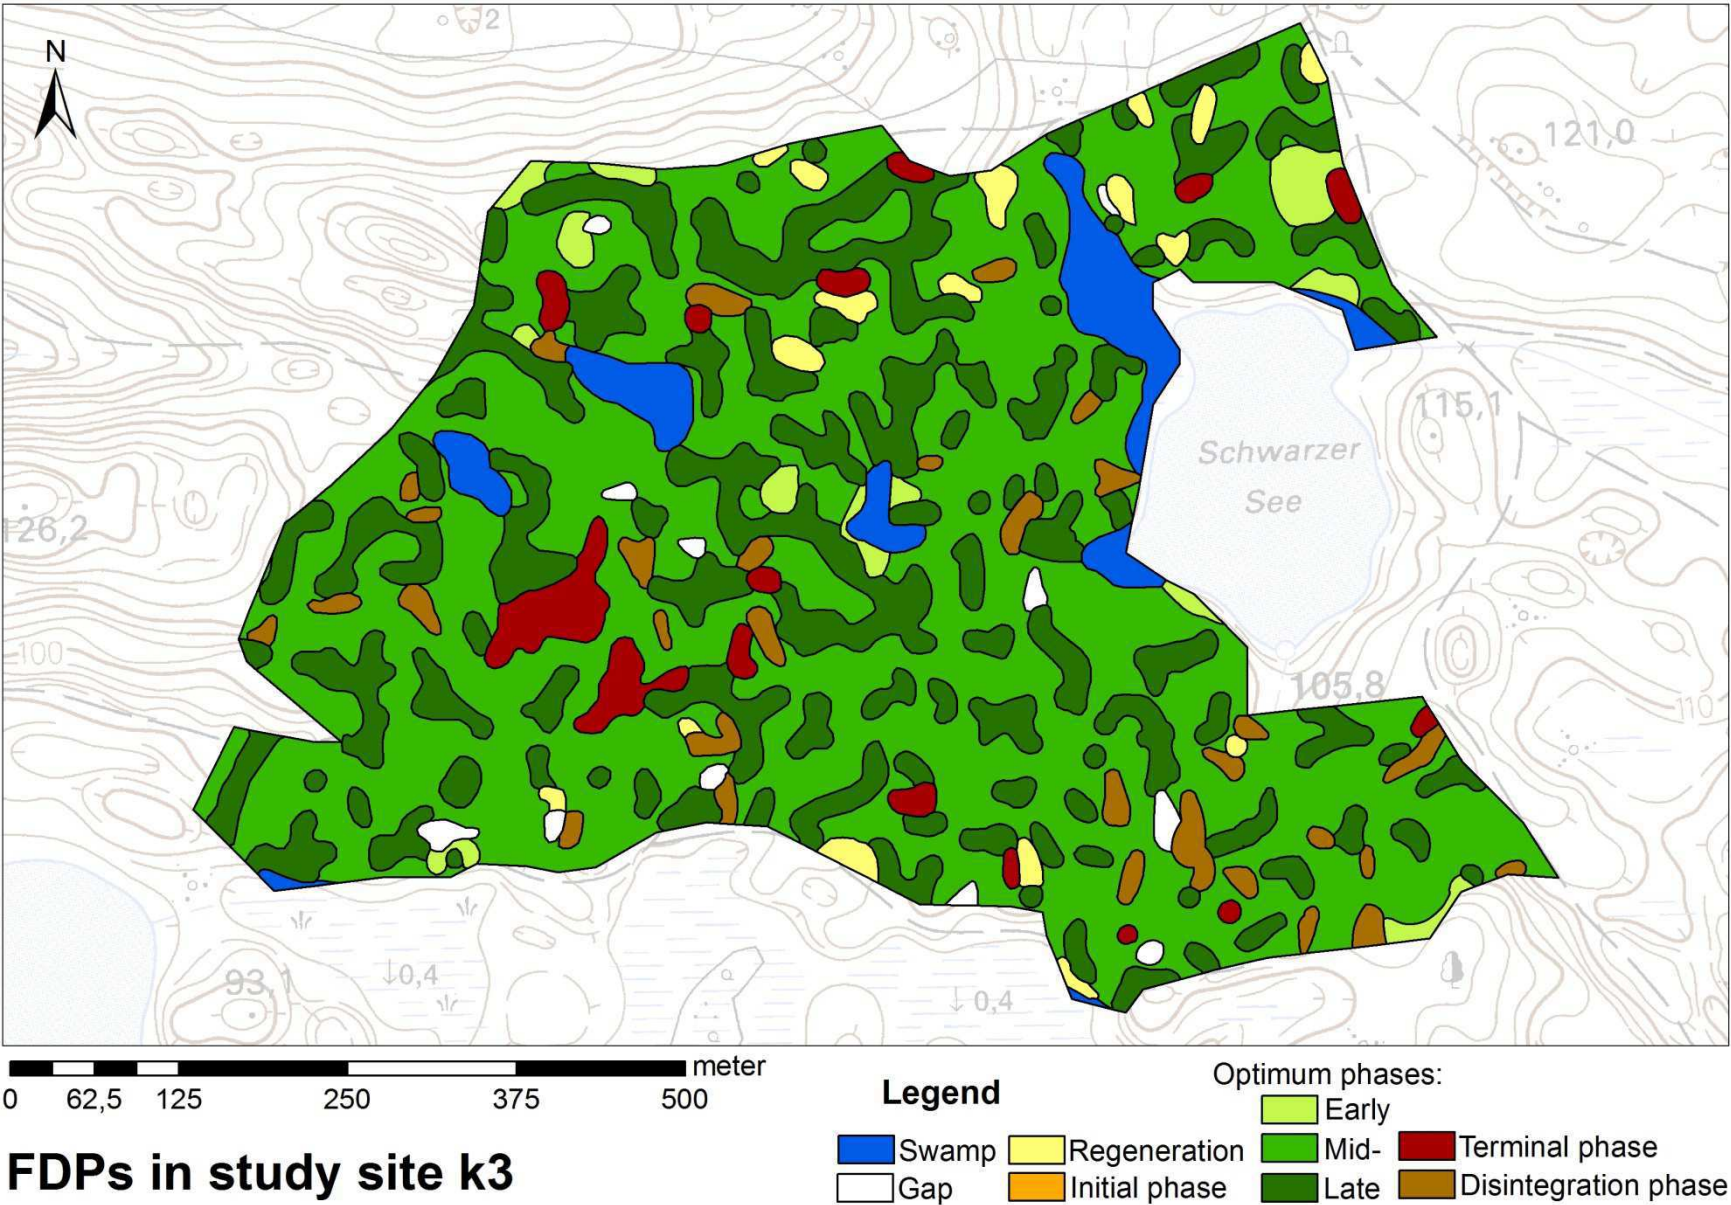 N
2
121,0
115,1
Schwarzer
See
126,2
100
105,8
110
93,1
↓0,4
↓0,4
meter
0 62,5 125 250 375 500
FDPs in study site k3
Legend
Swamp
Gap
Regeneration
Initial phase
Optimum phases:
Early
Mid-
Late
Terminal phase
Disintegration phase